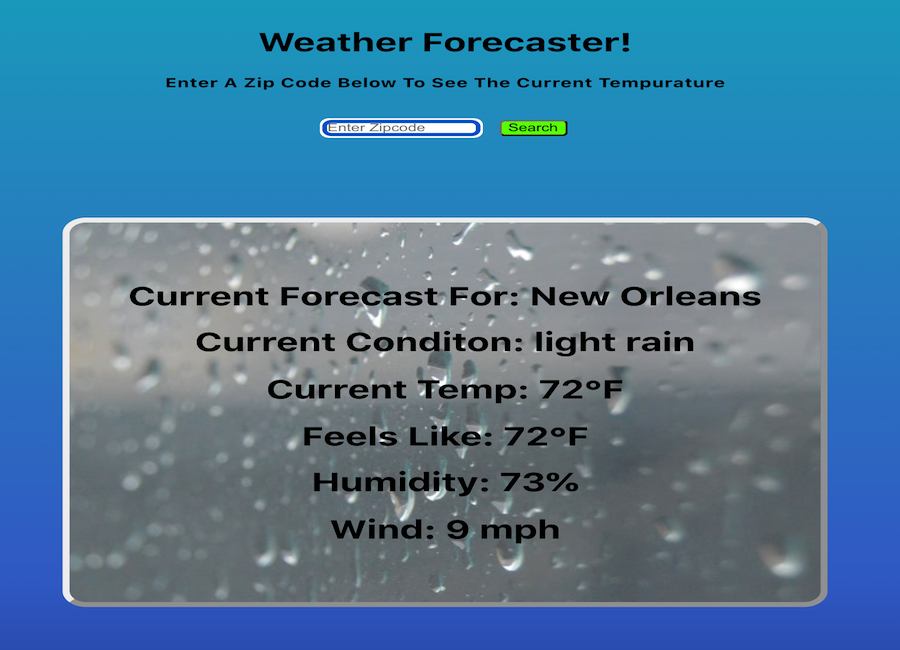 Weather Forecaster!
Enter A Zip Code Below To See The Current Tempurature
Enter Zipcode Search
Current Forecast For: New Orleans
Current Conditon: light rain
Current Temp: 72°F
Feels Like: 72°F
Humidity: 73%
Wind: 9 mph